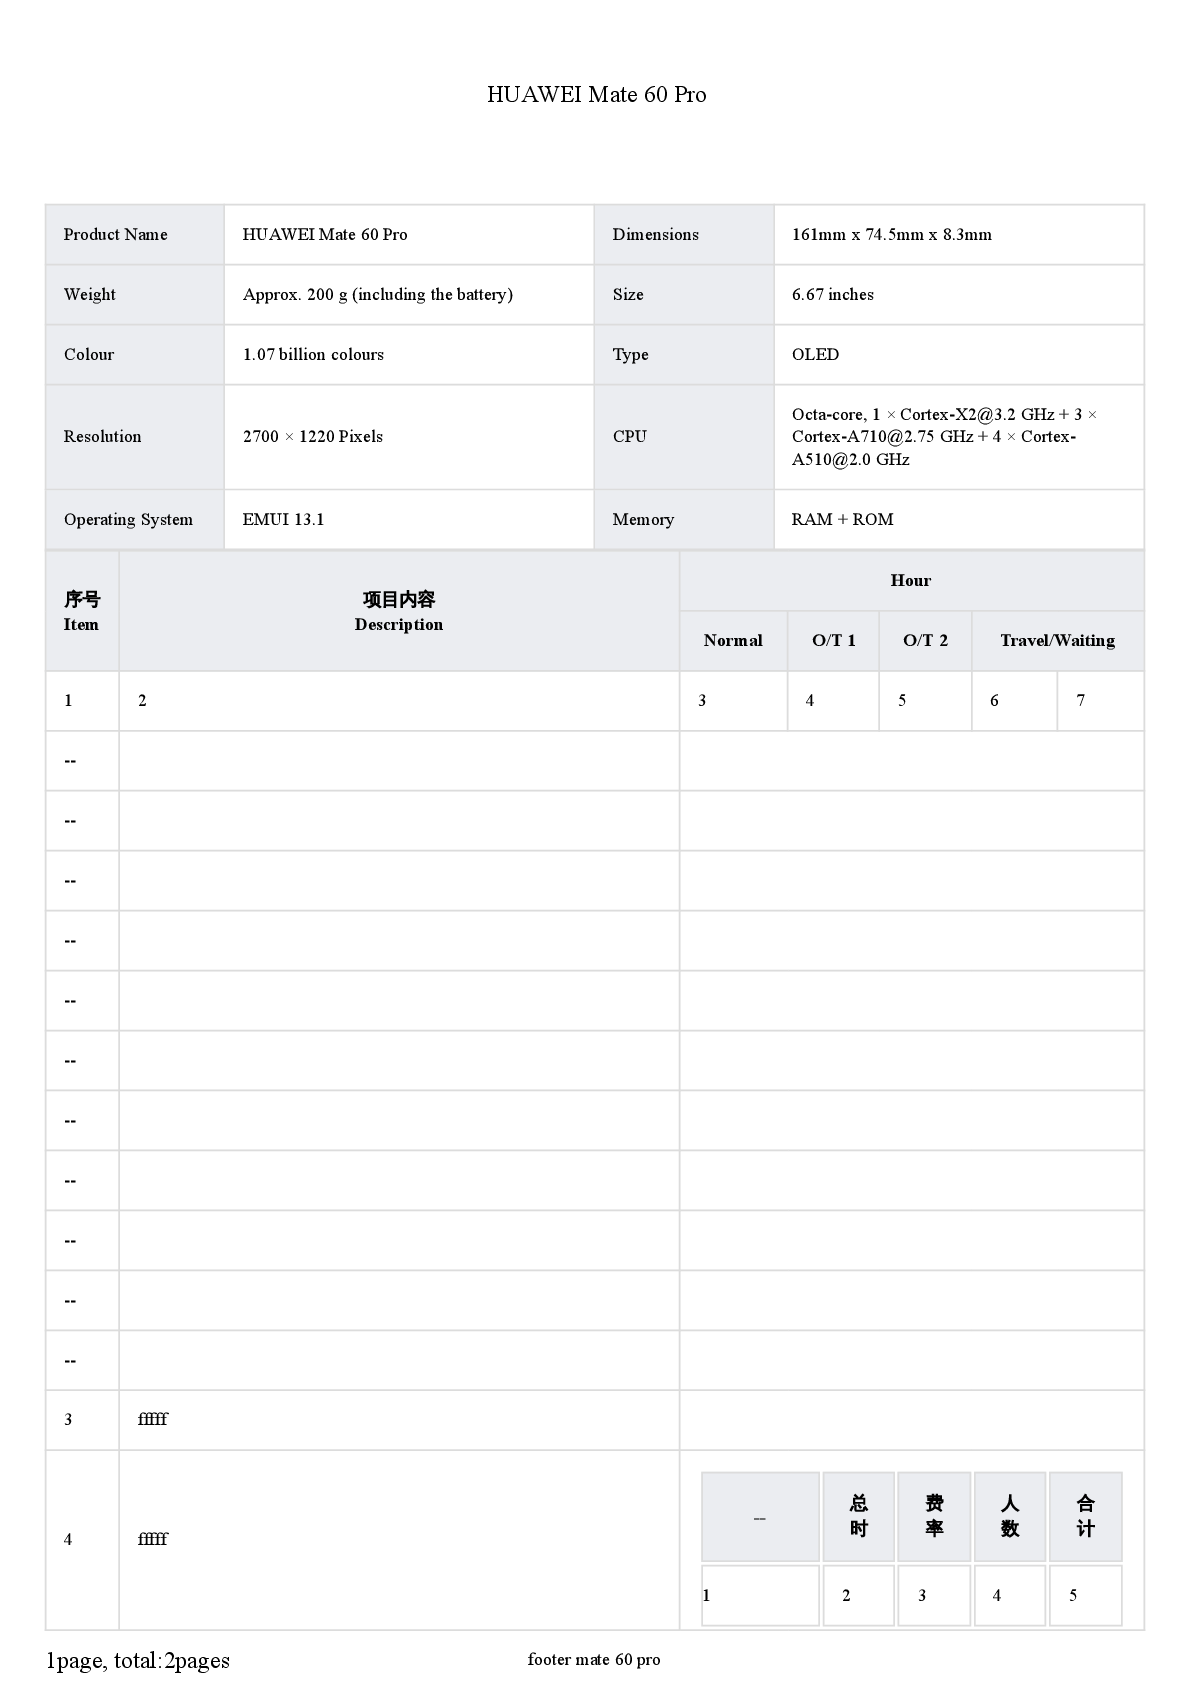 HUAWEI Mate 60 Pro
Product Name HUAWEI Mate 60 Pro Dimensions 161mm x 74.5mm x 8.3mm
Weight Approx. 200 g (including the battery) Size 6.67 inches
Colour 1.07 billion colours Type OLED
Resolution 2700 × 1220 Pixels CPU Octa-core, 1 × Cortex-X2@3.2 GHz + 3 ×
Cortex-A710@2.75 GHz + 4 × Cortex-
A510@2.0 GHz
Operating System EMUI 13.1 Memory RAM + ROM
序号 项目内容 Hour
Item Description
Normal O/T 1 O/T 2 Travel/Waiting
1 2 3 4 5 6 7
--
--
--
--
--
--
--
--
--
--
--
3 fffff
4 fffff
-- 总时 费率 人数 合计
1 2 3 4 5
1page, total:2pages footer mate 60 pro